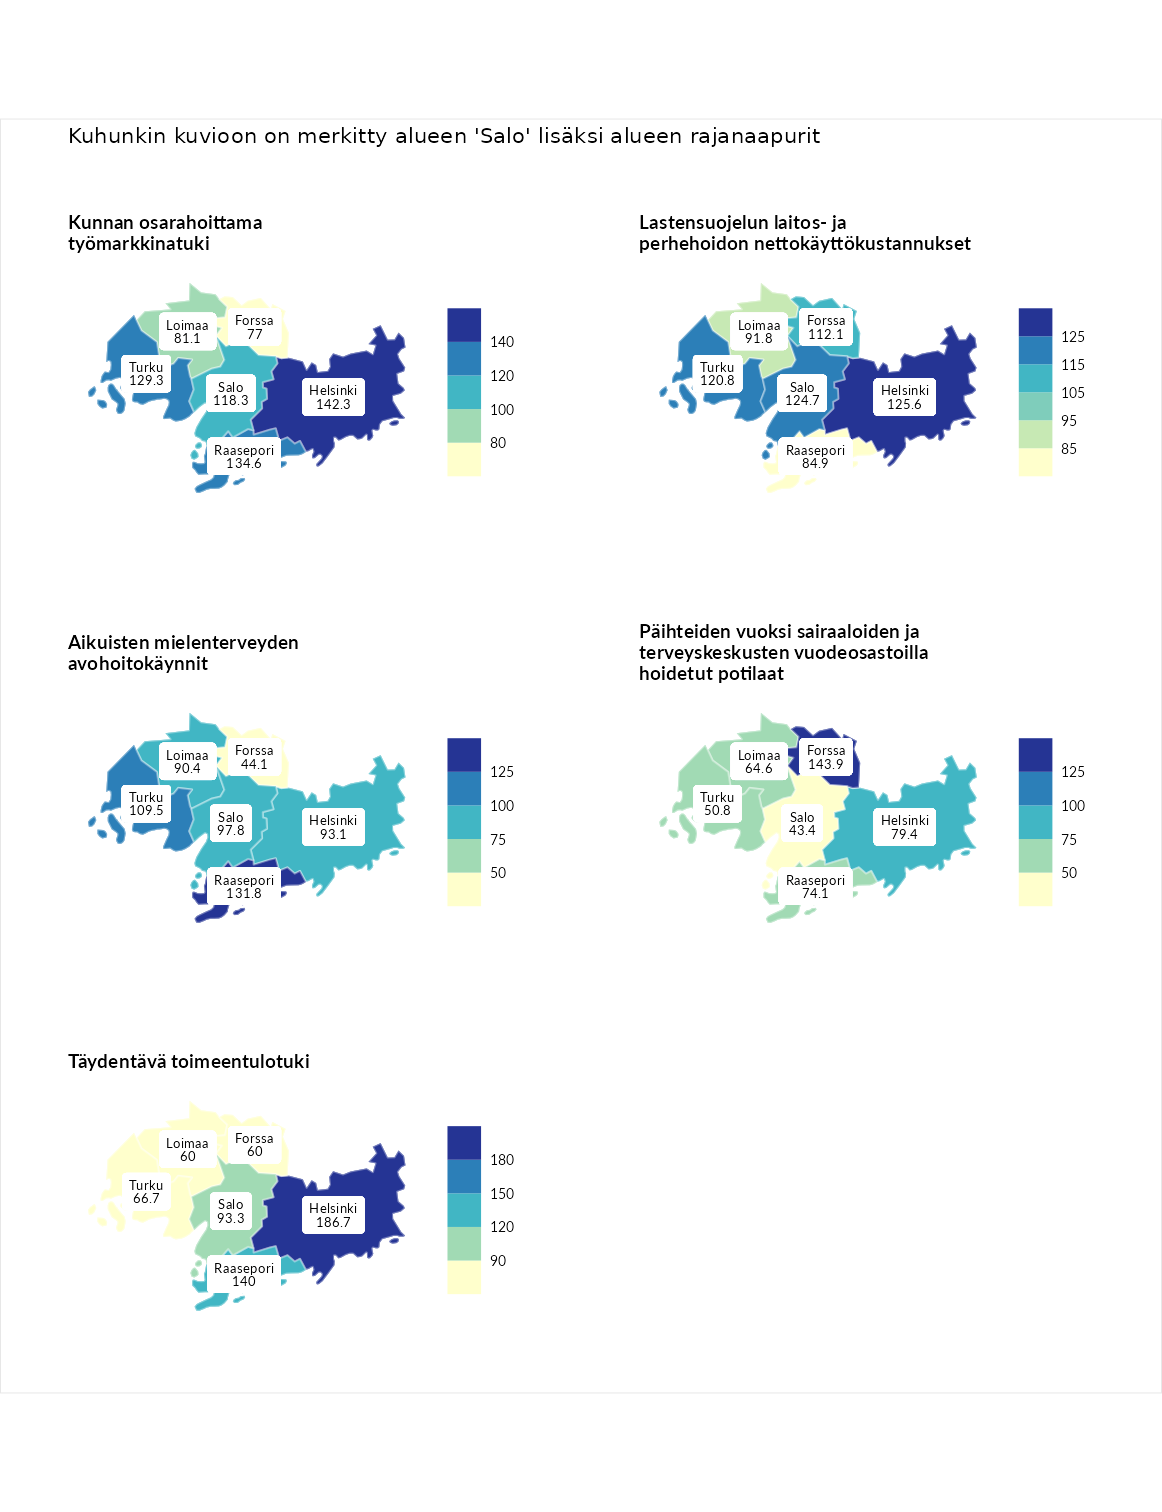 Kuhunkin kuvioon on merkitty alueen 'Salo' lisäksi alueen rajanaapurit
Kunnan osarahoittama
työmarkkinatuki
Loimaa
81.1
Forssa
77
Turku
129.3
Salo
118.3
Helsinki
142.3
Raasepori
134.6
140
120
100
80
Lastensuojelun laitos- ja
perhehoidon nettokäyttökustannukset
Loimaa
91.8
Forssa
112.1
Turku
120.8
Salo
124.7
Helsinki
125.6
Raasepori
84.9
125
115
105
95
85
Aikuisten mielenterveyden
avohoitokäynnit
Loimaa
90.4
Forssa
44.1
Turku
109.5
Salo
97.8
Helsinki
93.1
Raasepori
131.8
125
100
75
50
Päihteiden vuoksi sairaaloiden ja
terveyskeskusten vuodeosastoilla
hoidetut potilaat
Loimaa
64.6
Forssa
143.9
Turku
50.8
Salo
43.4
Helsinki
79.4
Raasepori
74.1
125
100
75
50
Täydentävä toimeentulotuki
Loimaa
60
Forssa
60
Turku
66.7
Salo
93.3
Helsinki
186.7
Raasepori
140
180
150
120
90